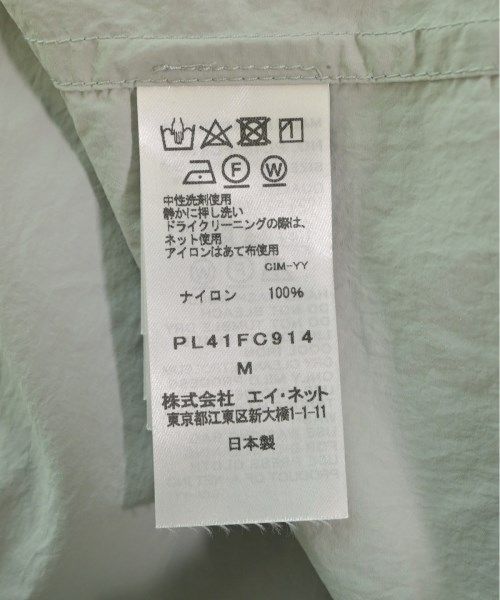 F W
中性洗剤使用
静かに押し洗い
ドライクリーニングの際は、
ネット使用
アイロンはあて布使用
CIM-YY
ナイロン 100%
PL41FC914
M
株式会社 エイ・ネット
東京都江東区新大橋1-1-11
日本製